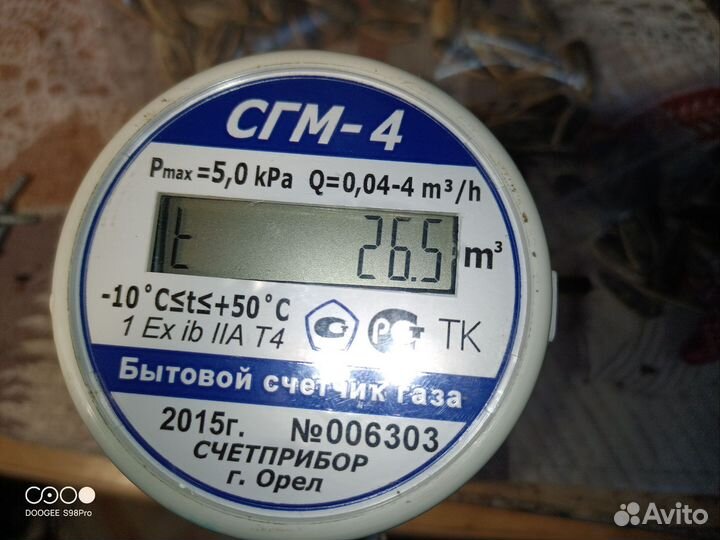 СГМ-4
Pmax=5,0 kPa Q=0,04-4 m³/h
t 26.5 m³
-10°C≤t≤+50°C
1 Ex ib IIA T4 РСТ ТК
Бытовой счетчик газа
2015г. №006303
СЧЕТПРИБОР
г. Орел
DOOGEE S98Pro
Avito